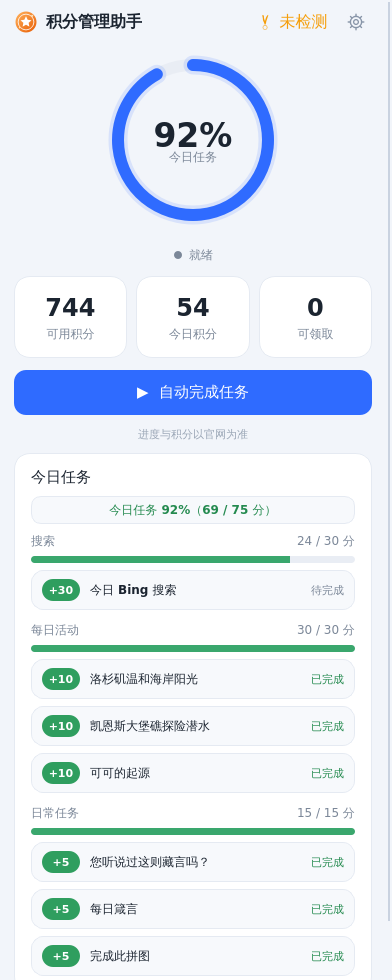 积分管理助手 未检测
92%
今日任务
就绪
744 54 0
可用积分 今日积分 可领取
▶ 自动完成任务
进度与积分以官网为准
今日任务
今日任务 92%（69 / 75 分）
搜索 24 / 30 分
+30 今日 Bing 搜索 待完成
每日活动 30 / 30 分
+10 洛杉矶温和海岸阳光 已完成
+10 凯恩斯大堡礁探险潜水 已完成
+10 可可的起源 已完成
日常任务 15 / 15 分
+5 您听说过这则藏言吗？ 已完成
+5 每日箴言 已完成
+5 完成此拼图 已完成